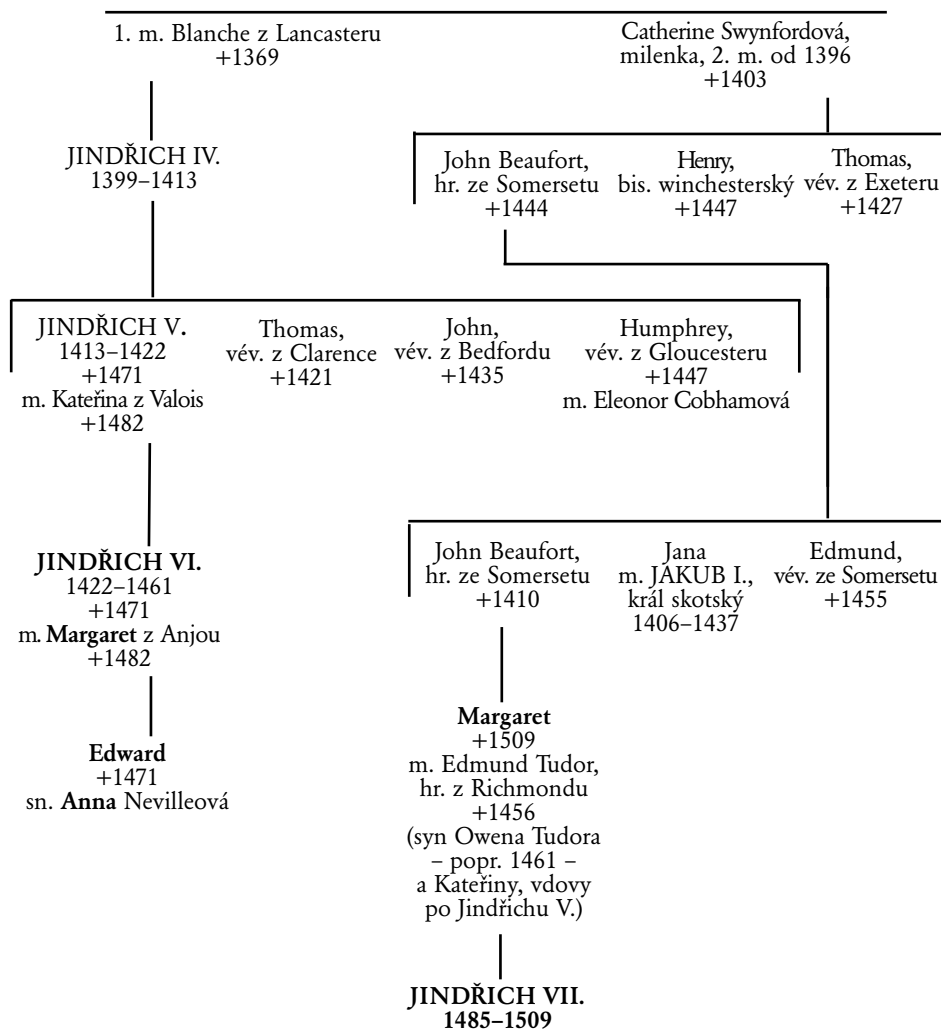 1. m. Blanche z Lancasteru
+1369
Catherine Swynfordová,
milenka, 2. m. od 1396
+1403
JINDŘICH IV.
1399–1413
John Beaufort,
hr. ze Somersetu
+1444
Henry,
bis. winchesterský
+1447
Thomas,
vév. z Exeteru
+1427
JINDŘICH V.
1413–1422
+1471
m. Kateřina z Valois
+1482
Thomas,
vév. z Clarence
+1421
John,
vév. z Bedfordu
+1435
Humphrey,
vév. z Gloucesteru
+1447
m. Eleonor Cobhamová
JINDŘICH VI.
1422–1461
+1471
m. Margaret z Anjou
+1482
Edward
+1471
sn. Anna Nevilleová
John Beaufort,
hr. ze Somersetu
+1410
Jana
m. JAKUB I.,
král skotský
1406–1437
Edmund,
vév. ze Somersetu
+1455
Margaret
+1509
m. Edmund Tudor,
hr. z Richmondu
+1456
(syn Owena Tudora
– popr. 1461 –
a Kateřiny, vdovy
po Jindřichu V.)
JINDŘICH VII.
1485–1509